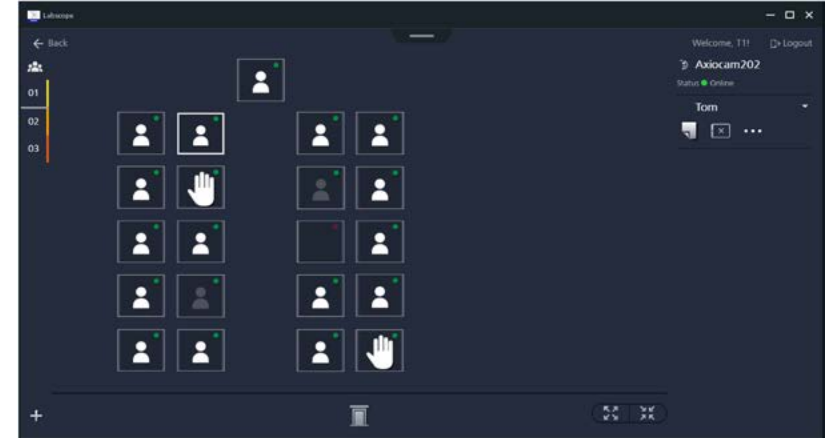 Labscope
Back
Welcome, T1!
Logout
Axiocam202
Status Online
01
Tom
02
03